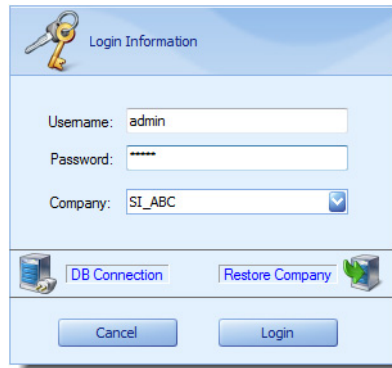 Login Information
Username: admin
Password: *****
Company: SI_ABC
DB Connection Restore Company
Cancel Login